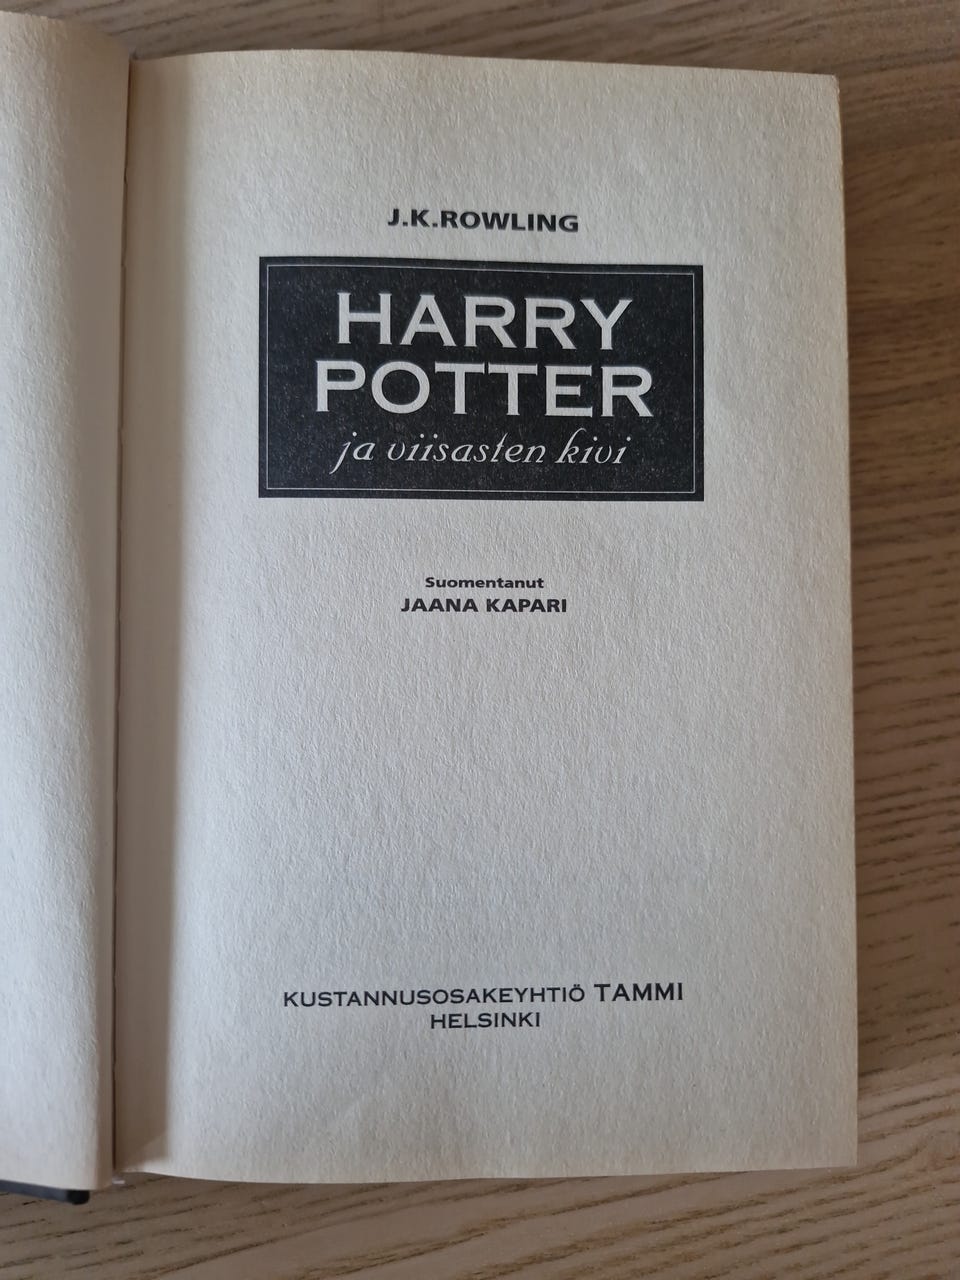 J.K.ROWLING
HARRY
POTTER
ja viisasten kivi
Suomentanut
JAANA KAPARI
KUSTANNUSOSAKEYHTIÖ TAMMI
HELSINKI